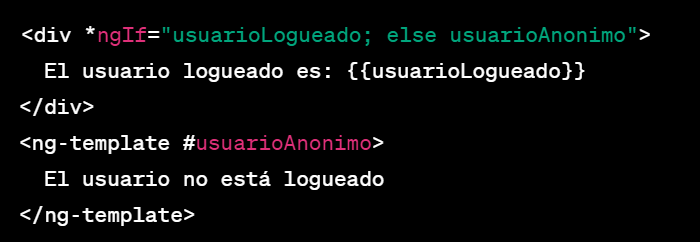 <div *ngIf="usuarioLogueado; else usuarioAnonimo">
  El usuario logueado es: {{usuarioLogueado}}
</div>
<ng-template #usuarioAnonimo>
  El usuario no está logueado
</ng-template>